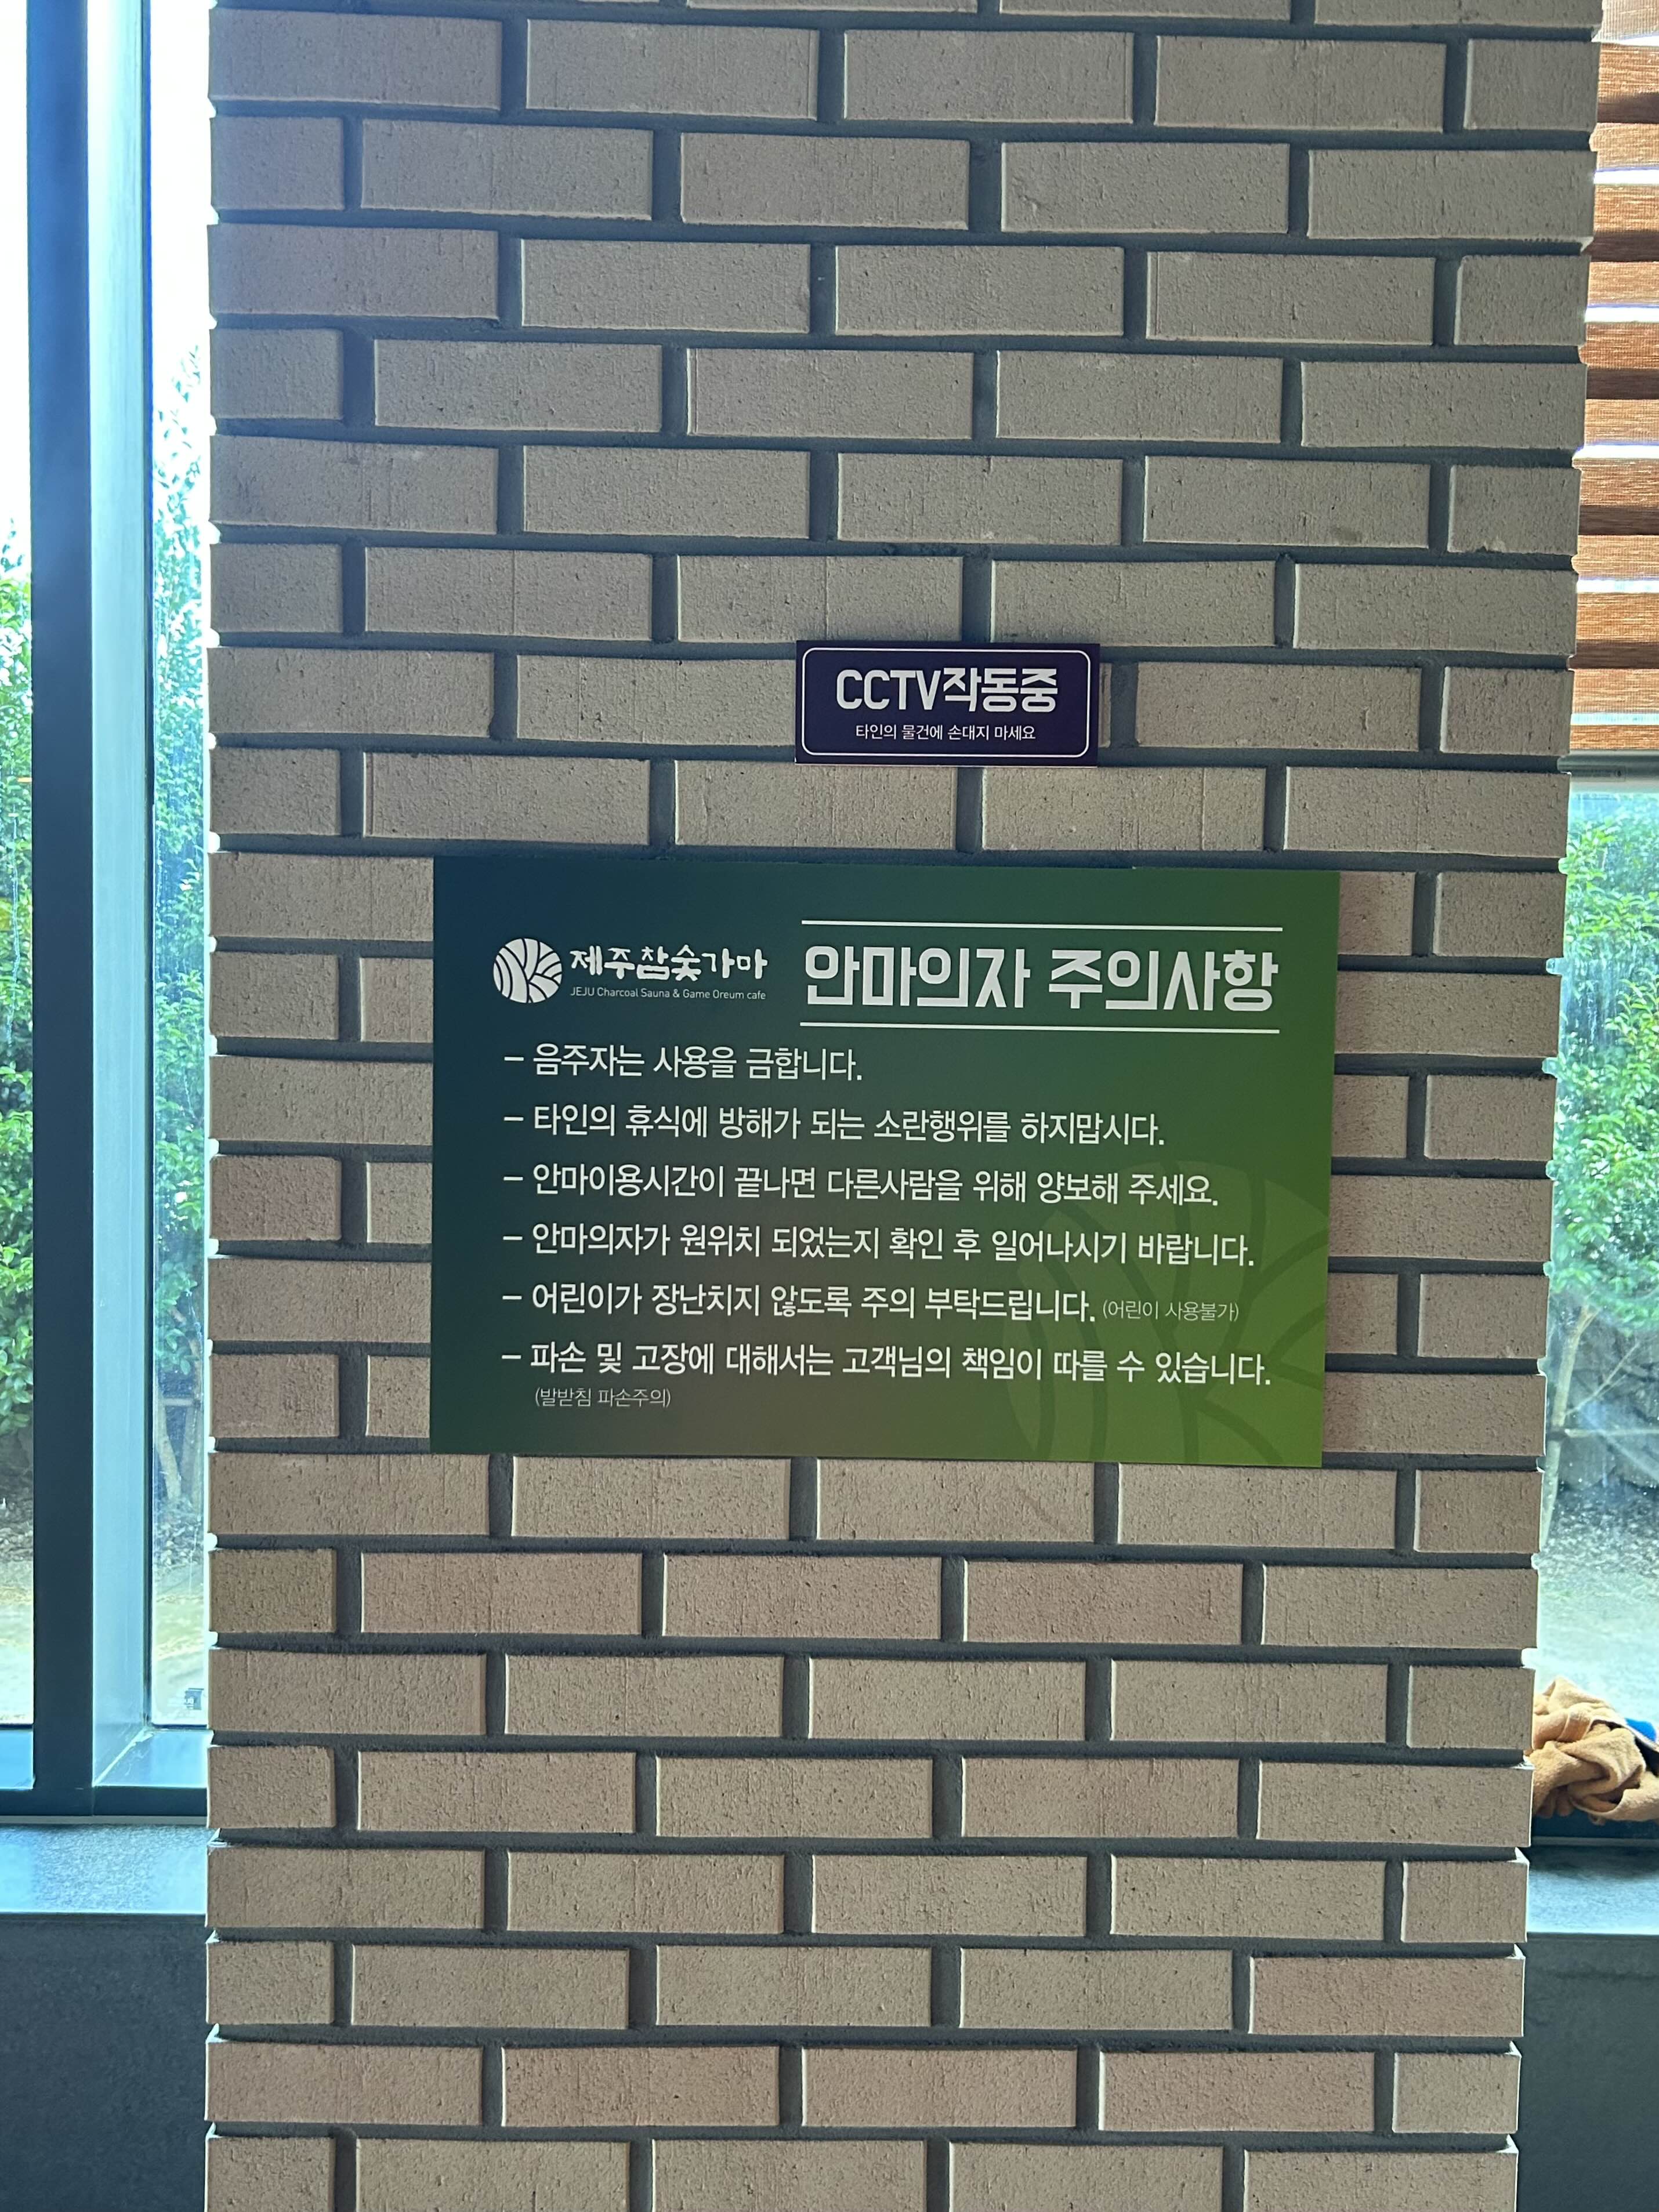 CCTV작동중
타인의 물건에 손대지 마세요
제주참숯가마
JEJU Charcoal Sauna & Game Oreum cafe
안마의자 주의사항
– 음주자는 사용을 금합니다.
– 타인의 휴식에 방해가 되는 소란행위를 하지맙시다.
– 안마이용시간이 끝나면 다른사람을 위해 양보해 주세요.
– 안마의자가 원위치 되었는지 확인 후 일어나시기 바랍니다.
– 어린이가 장난치지 않도록 주의 부탁드립니다. (어린이 사용불가)
– 파손 및 고장에 대해서는 고객님의 책임이 따를 수 있습니다.
(발받침 파손주의)